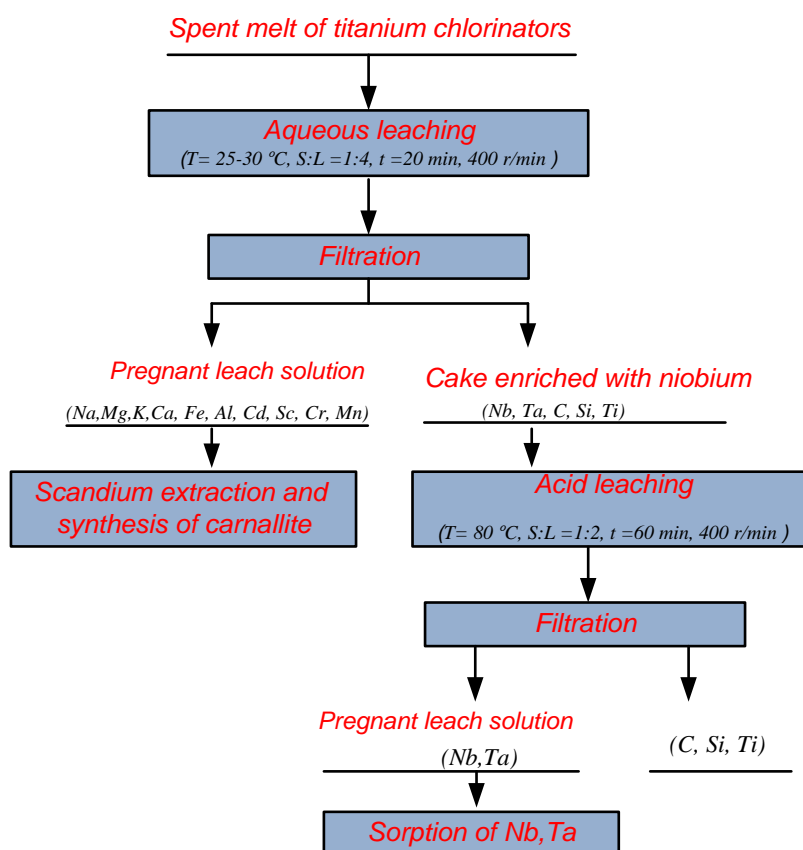 Spent melt of titanium chlorinators
Aqueous leaching
(T= 25-30 ºC, S:L =1:4, t =20 min, 400 r/min )
Filtration
Pregnant leach solution
(Na,Mg,K,Ca, Fe, Al, Cd, Sc, Cr, Mn)
Scandium extraction and
synthesis of carnallite
Cake enriched with niobium
(Nb, Ta, C, Si, Ti)
Acid leaching
(T= 80 ºC, S:L =1:2, t =60 min, 400 r/min )
Filtration
Pregnant leach solution
(Nb,Ta)
(C, Si, Ti)
Sorption of Nb,Ta